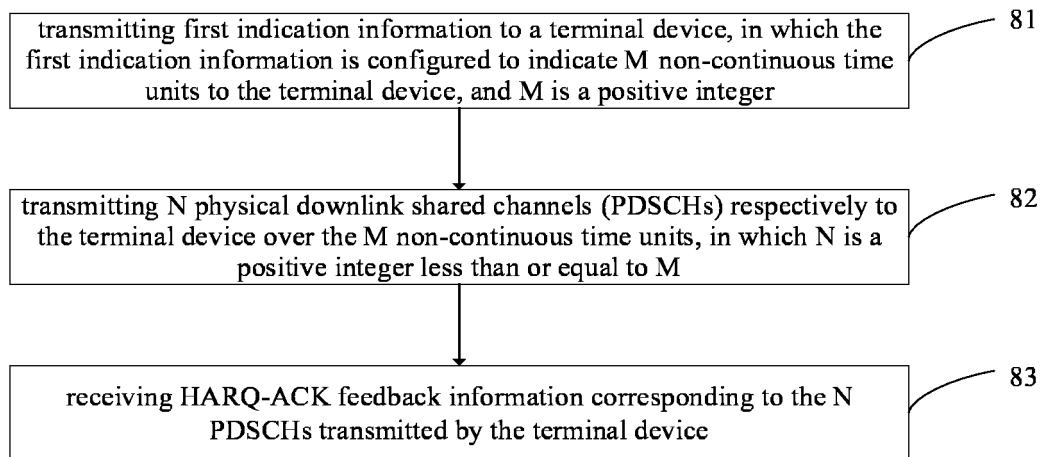 transmitting first indication information to a terminal device, in which the
first indication information is configured to indicate M non-continuous time
units to the terminal device, and M is a positive integer
81
transmitting N physical downlink shared channels (PDSCHs) respectively to
the terminal device over the M non-continuous time units, in which N is a
positive integer less than or equal to M
82
receiving HARQ-ACK feedback information corresponding to the N
PDSCHs transmitted by the terminal device
83